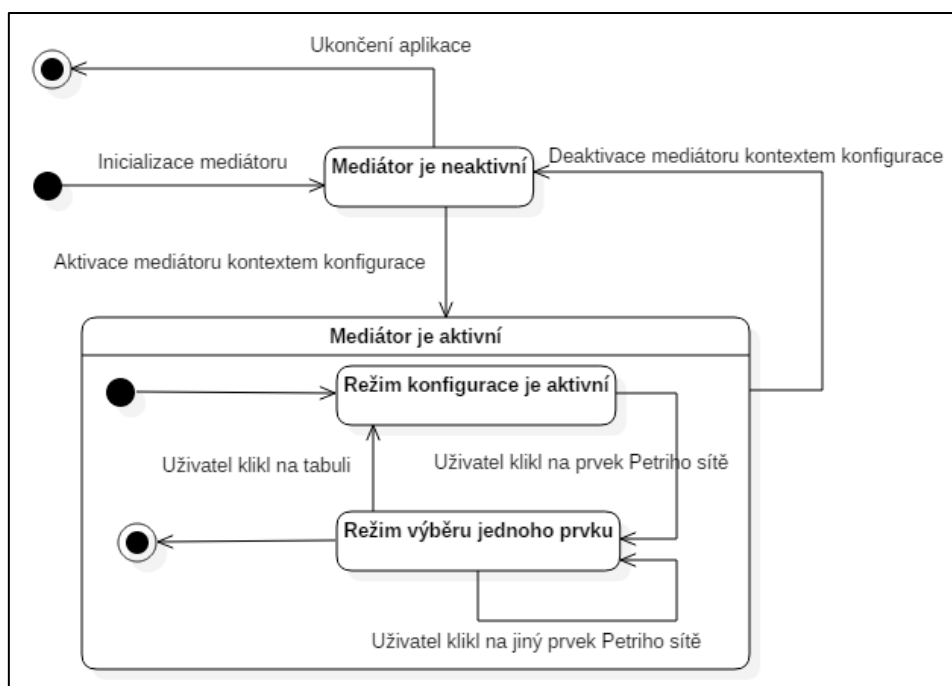 Ukončení aplikace
Inicializace mediátoru
Mediátor je neaktivní
Deaktivace mediátoru kontextem konfigurace
Aktivace mediátoru kontextem konfigurace
Mediátor je aktivní
Režim konfigurace je aktivní
Uživatel klikl na tabuli
Uživatel klikl na prvek Petriho sítě
Režim výběru jednoho prvku
Uživatel klikl na jiný prvek Petriho sítě